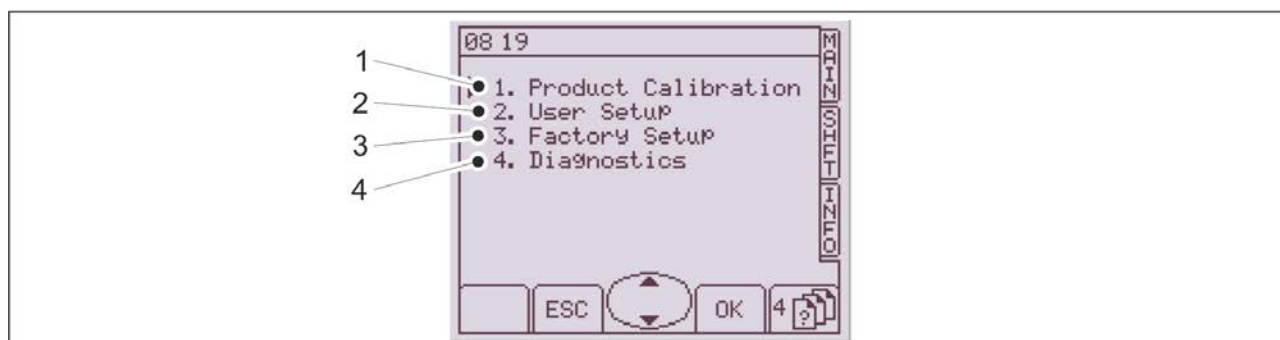 08 19
1. Product Calibration
2. User Setup
3. Factory Setup
4. Diagnostics
MAIN
SHFT
INFO
ESC
OK
4
?
1
2
3
4